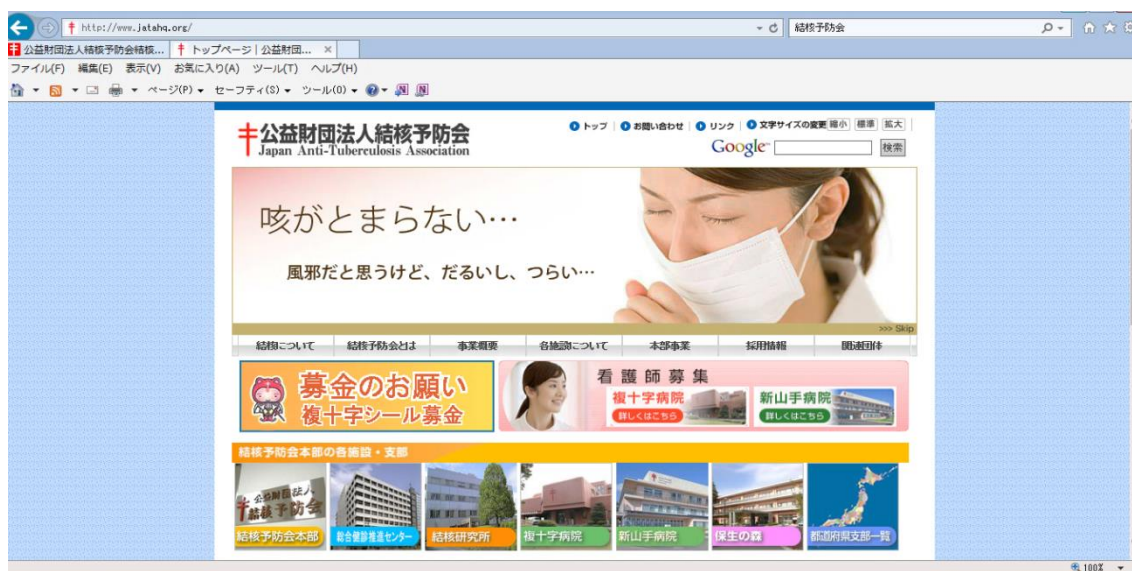 http://www.jatahq.org/
結核予防会
公益財団法人結核予防会結核...
トップページ | 公益財団...
ファイル(F) 編集(E) 表示(V) お気に入り(A) ツール(T) ヘルプ(H)
ページ(P) セーフティ(S) ツール(O)
公益財団法人結核予防会
Japan Anti-Tuberculosis Association
トップ お問い合わせ リンク 文字サイズの変更 縮小 標準 拡大
Google 検索
咳がとまらない…
風邪だと思うけど、だるいし、つらい…
>>> Skip
結核について 結核予防会とは 事業概要 各施設について 本部事業 採用情報 関連団体
募金のお願い
複十字シール募金
看護師募集
複十字病院
詳しくはこちら
新山手病院
詳しくはこちら
結核予防会本部の各施設・支部
公益財団法人
結核予防会
結核予防会本部 総合健診推進センター 結核研究所 複十字病院 新山手病院 保生の森 都道府県支部一覧
100%